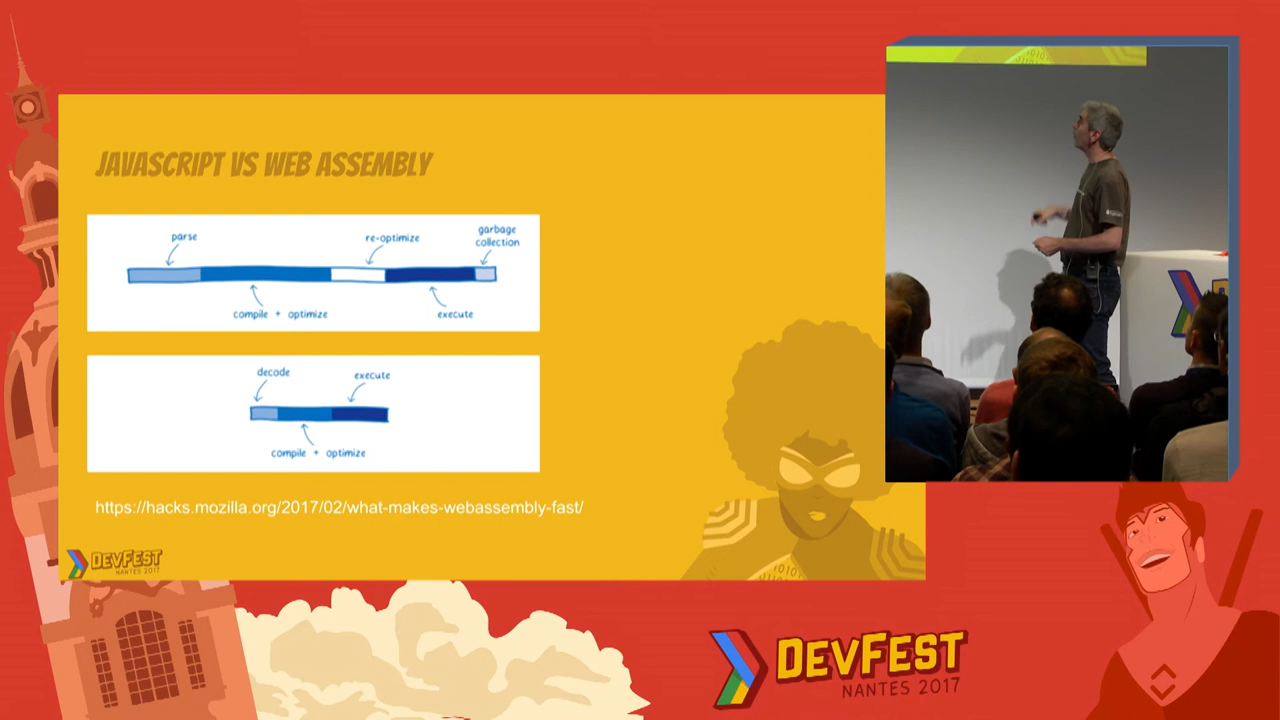 JAVASCRIPT VS WEB ASSEMBLY
parse
re-optimize
garbage
collection
compile + optimize
execute
decode
execute
compile + optimize
https://hacks.mozilla.org/2017/02/what-makes-webassembly-fast/
DEVFEST
NANTES 2017
DEVFEST
NANTES 2017